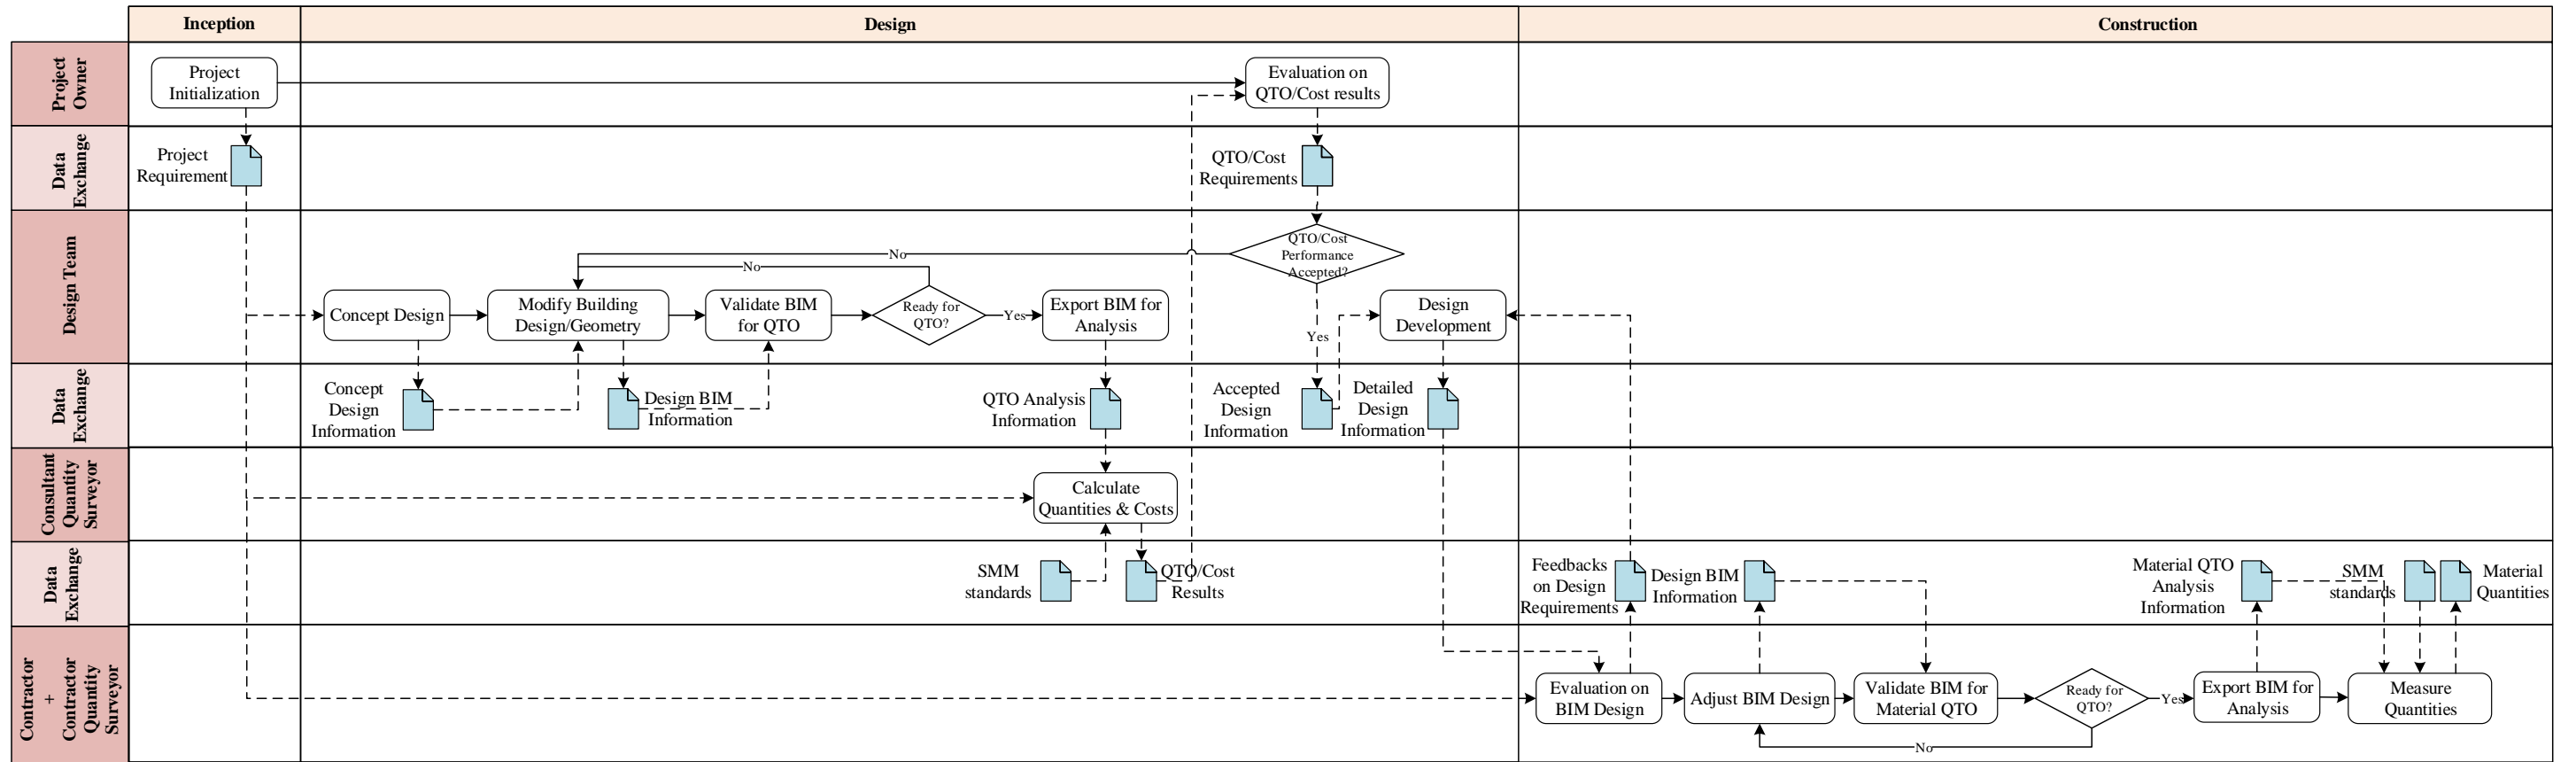 Inception
Design
Construction
Project
Owner
Project
Initialization
Evaluation on
QTO/Cost results
Data
Exchange
Project
Requirement
QTO/Cost
Requirements
Design Team
QTO/Cost
Performance
Accepted?
No
No
Concept Design
Modify Building
Design/Geometry
Validate BIM
for QTO
Ready for
QTO?
Yes
Export BIM for
Analysis
Yes
Design
Development
Data
Exchange
Concept
Design
Information
Design BIM
Information
QTO Analysis
Information
Accepted
Design
Information
Detailed
Design
Information
Consultant
Quantity
Surveyor
Calculate
Quantities & Costs
Data
Exchange
SMM
standards
QTO/Cost
Results
Feedbacks
on Design
Requirements
Design BIM
Information
Material QTO
Analysis
Information
SMM
standards
Material
Quantities
Contractor
+
Contractor
Quantity
Surveyor
Evaluation on
BIM Design
Adjust BIM Design
Validate BIM for
Material QTO
Ready for
QTO?
Yes
Export BIM for
Analysis
Measure
Quantities
No